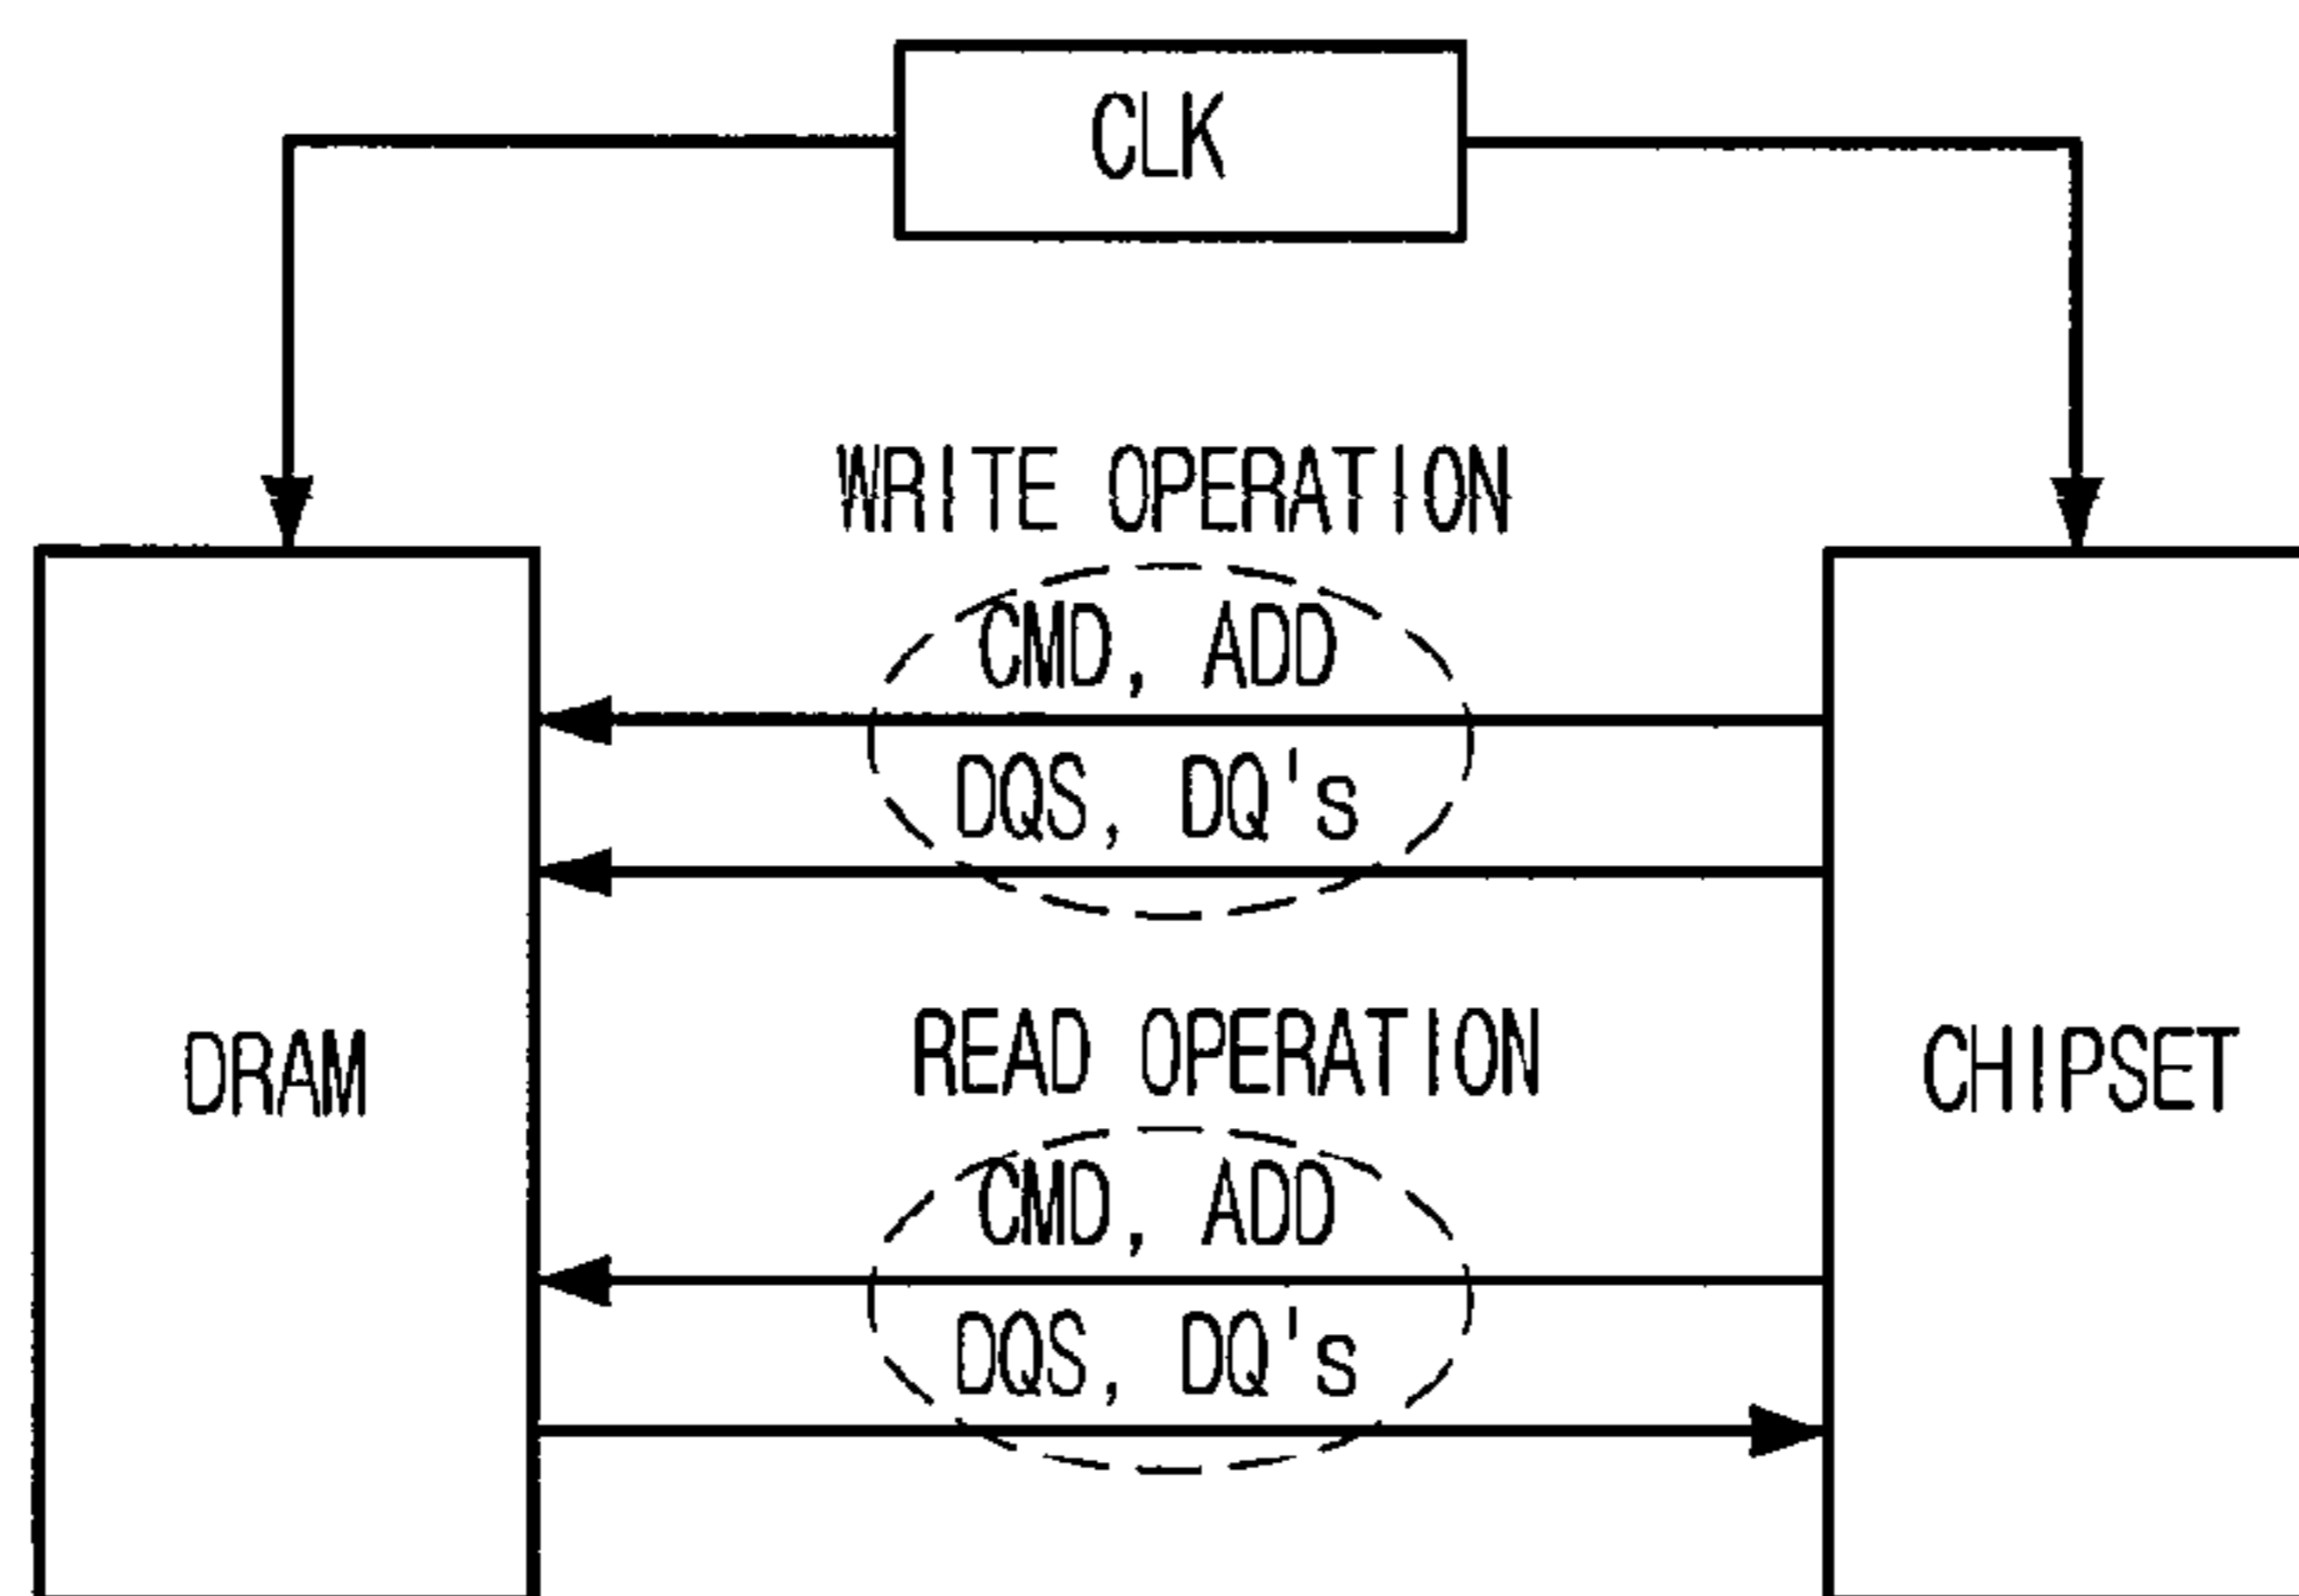 CLK
WRITE OPERATION
CMD, ADD
DQS, DQ's
DRAM
READ OPERATION
CHIPSET
CMD, ADD
DQS, DQ's